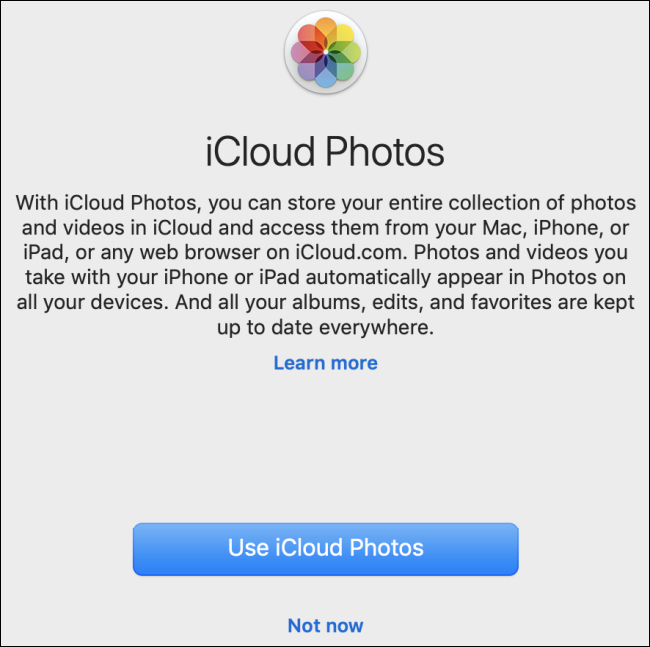 iCloud Photos
With iCloud Photos, you can store your entire collection of photos
and videos in iCloud and access them from your Mac, iPhone, or
iPad, or any web browser on iCloud.com. Photos and videos you
take with your iPhone or iPad automatically appear in Photos on
all your devices. And all your albums, edits, and favorites are kept
up to date everywhere.
Learn more
Use iCloud Photos
Not now